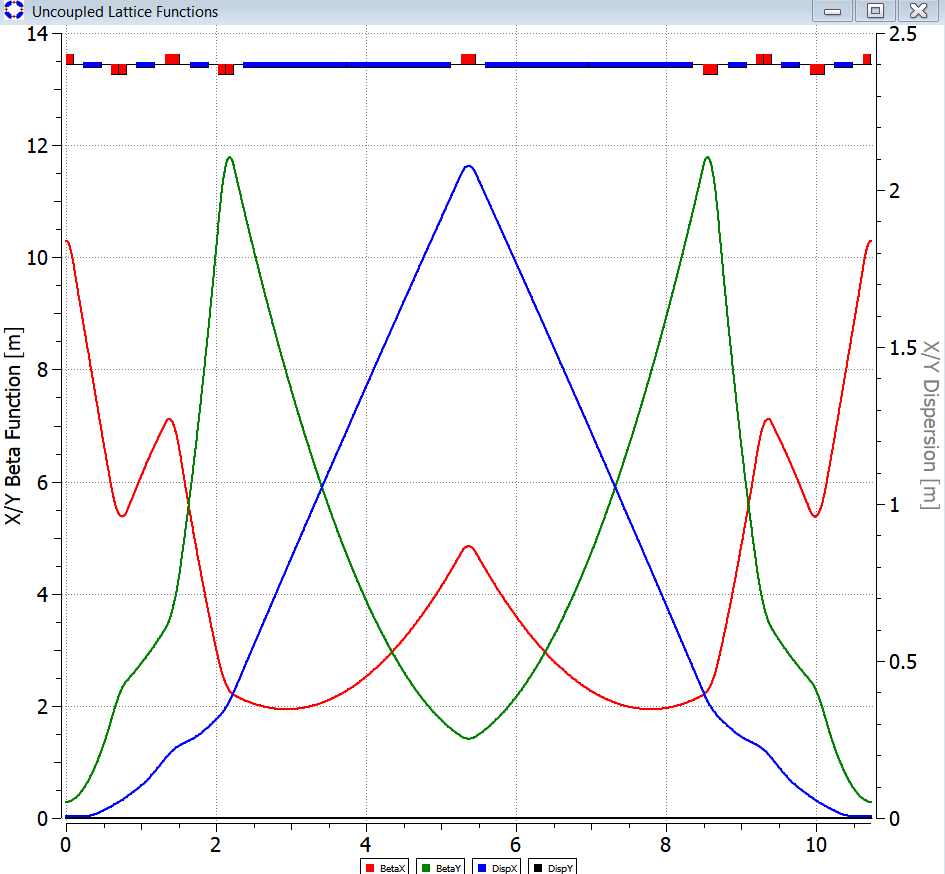 Uncoupled Lattice Functions
14
12
10
8
6
4
2
0
X/Y Beta Function [m]
2.5
2
1.5
1
0.5
0
X/Y Dispersion [m]
0 2 4 6 8 10
BetaX BetaY DispX DispY